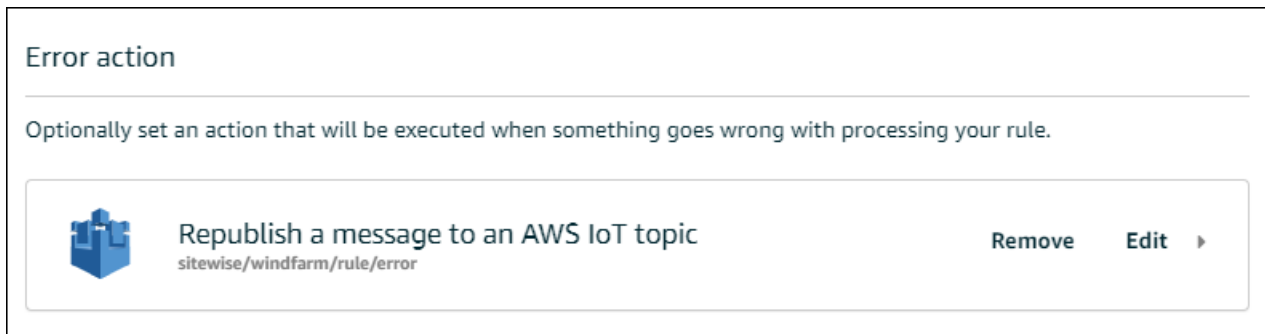 Error action
Optionally set an action that will be executed when something goes wrong with processing your rule.
Republish a message to an AWS IoT topic
sitewise/windfarm/rule/error
Remove Edit